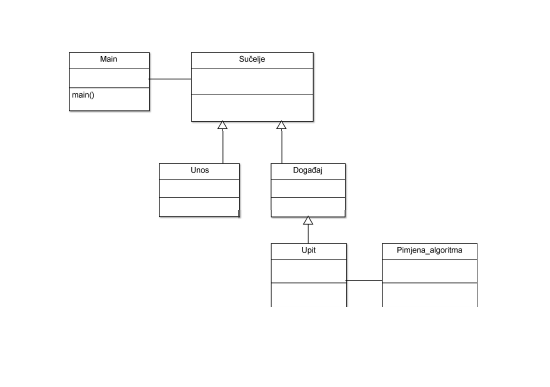 Main
Sučelje
main()
Unos
Događaj
Upit
Pimjena_algoritma